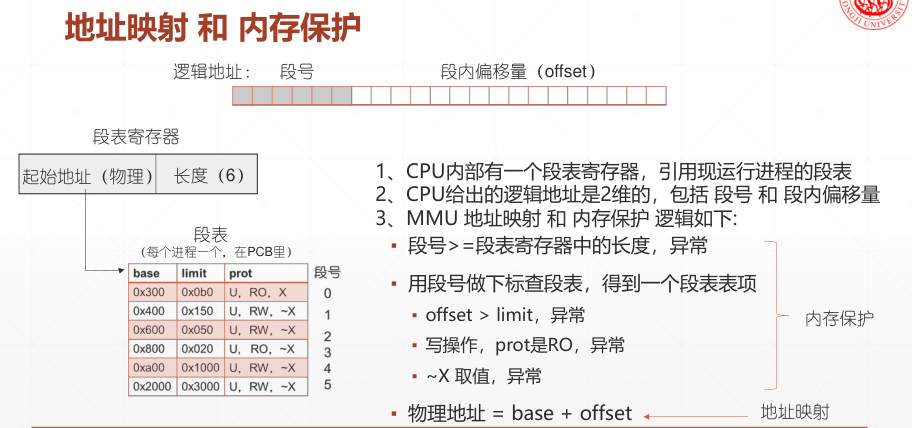 地址映射 和 内存保护
逻辑地址： 段号 段内偏移量（offset）
段表寄存器
起始地址（物理） 长度（6）
1、CPU内部有一个段表寄存器，引用现运行进程的段表
2、CPU给出的逻辑地址是2维的，包括 段号 和 段内偏移量
3、MMU 地址映射 和 内存保护 逻辑如下:
▪ 段号>=段表寄存器中的长度，异常
▪ 用段号做下标查段表，得到一个段表表项
▪ offset > limit，异常
▪ 写操作，prot是RO，异常
▪ ~X 取值，异常
内存保护
▪ 物理地址 = base + offset
地址映射
段表
（每个进程一个，在PCB里）
base limit prot 段号
0x300 0x0b0 U，RO，X 0
0x400 0x150 U，RW，~X 1
0x600 0x050 U，RW，~X 2
0x800 0x020 U，RO，~X 3
0xa00 0x1000 U，RW，~X 4
0x2000 0x3000 U，RW，~X 5